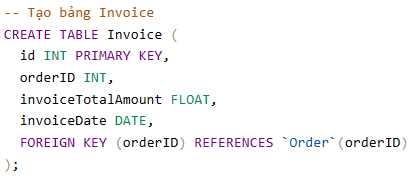 -- Tạo bảng Invoice
CREATE TABLE Invoice (
  id INT PRIMARY KEY,
  orderID INT,
  invoiceTotalAmount FLOAT,
  invoiceDate DATE,
  FOREIGN KEY (orderID) REFERENCES `Order`(orderID)
);